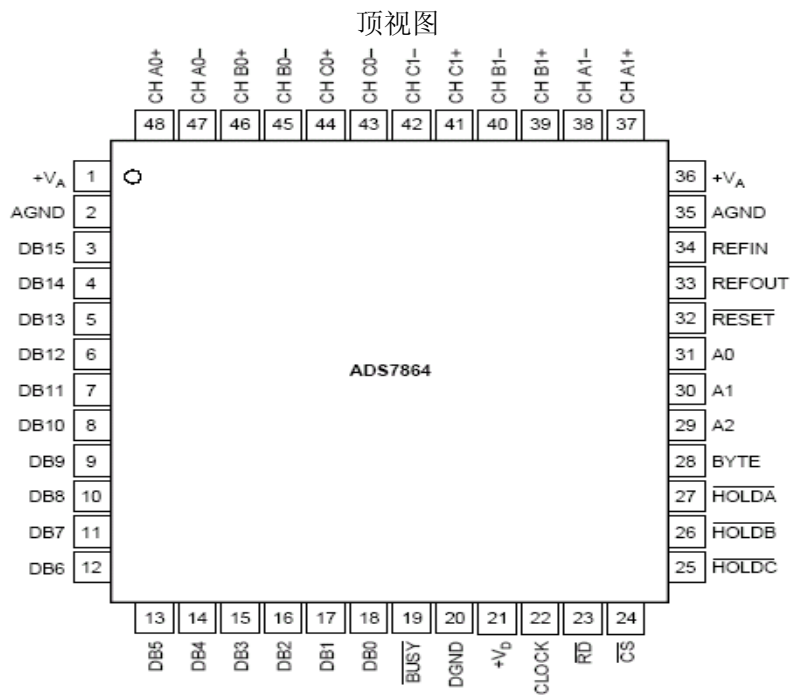 顶视图
CH A0+ CH A0– CH B0+ CH B0– CH C0+ CH C0– CH C1– CH C1+ CH B1– CH B1+ CH A1– CH A1+
48 47 46 45 44 43 42 41 40 39 38 37
+VA 1 36 +VA
AGND 2 35 AGND
DB15 3 34 REFIN
DB14 4 33 REFOUT
DB13 5 32 RESET
DB12 6 31 A0
ADS7864
DB11 7 30 A1
DB10 8 29 A2
DB9 9 28 BYTE
DB8 10 27 HOLDA
DB7 11 26 HOLDB
DB6 12 25 HOLDC
13 14 15 16 17 18 19 20 21 22 23 24
DB5 DB4 DB3 DB2 DB1 DB0 BUSY DGND +VD CLOCK RD CS